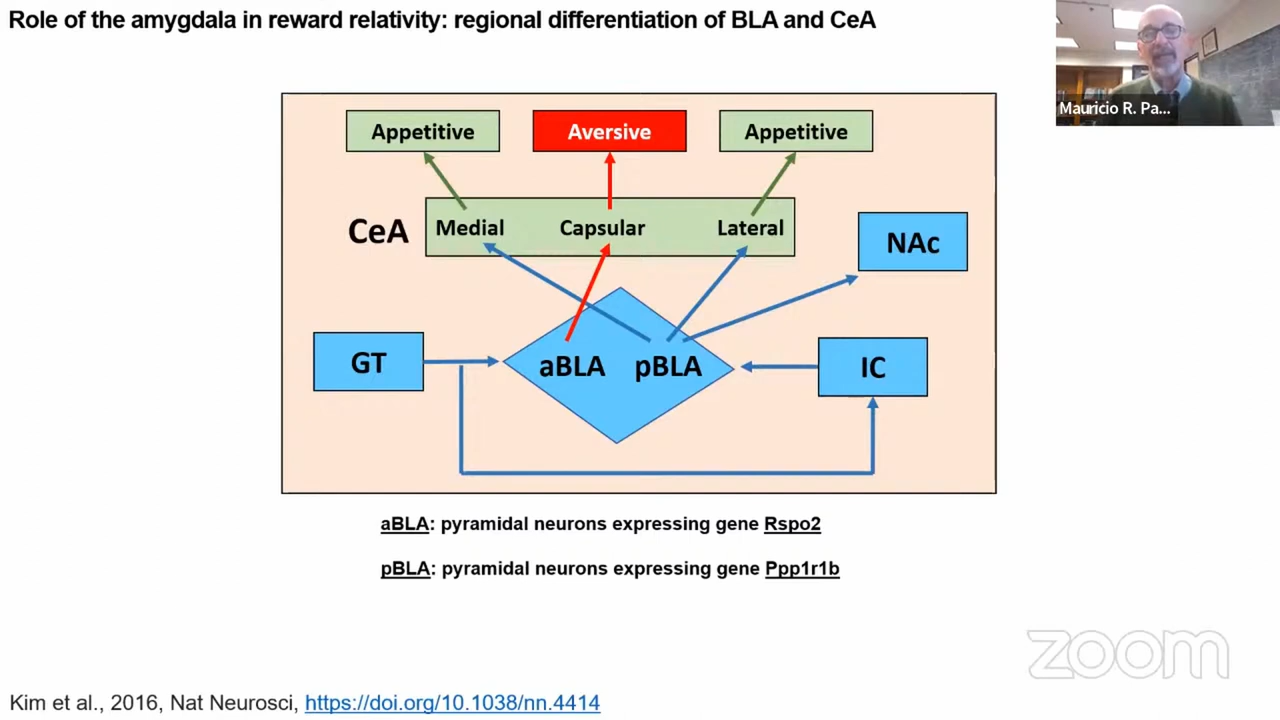 Role of the amygdala in reward relativity: regional differentiation of BLA and CeA
Mauricio R. Pa...
Appetitive
Aversive
Appetitive
CeA
Medial
Capsular
Lateral
NAc
GT
aBLA
pBLA
IC
aBLA: pyramidal neurons expressing gene Rspo2
pBLA: pyramidal neurons expressing gene Ppp1r1b
zoom
Kim et al., 2016, Nat Neurosci, https://doi.org/10.1038/nn.4414